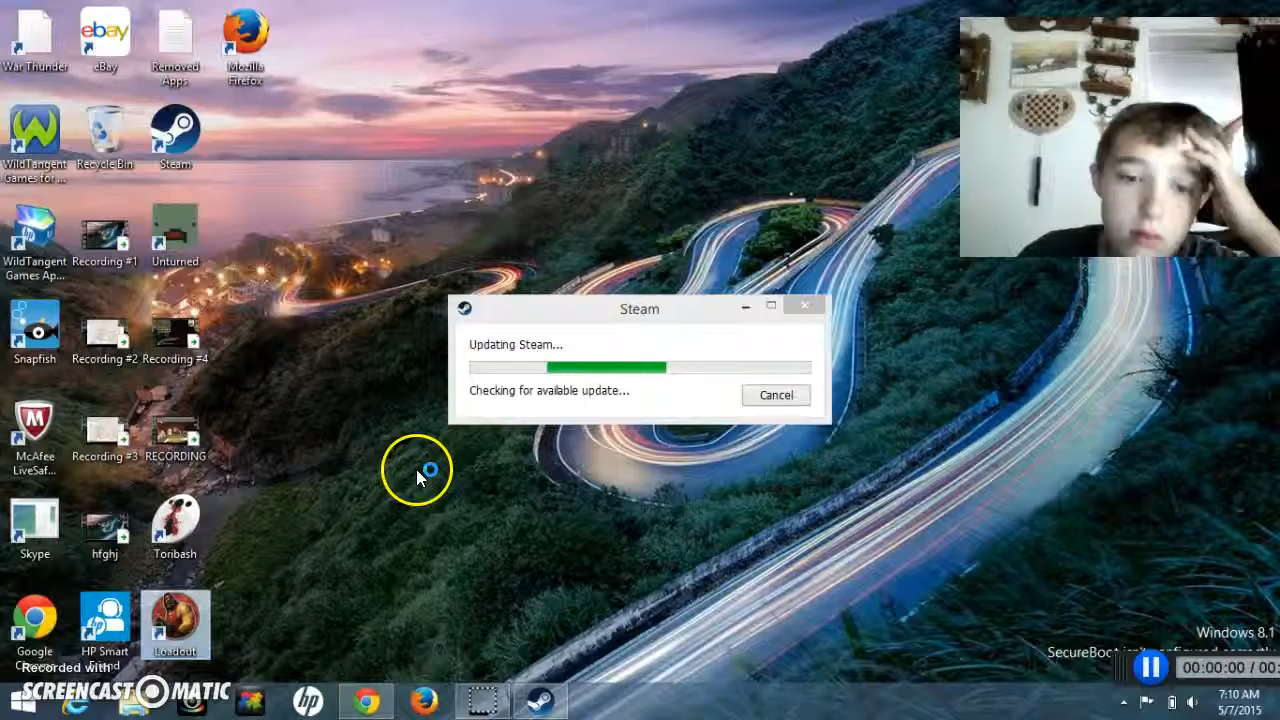 War Thunder
eBay
Removed
Apps
Mozilla
Firefox
WildTangent
Games for ...
Recycle Bin
Steam
WildTangent
Games Ap...
Recording #1
Unturned
Snapfish
Recording #2
Recording #4
McAfee
LiveSaf...
Recording #3
RECORDING
Skype
hfghj
Toribash
Google
HP Smart
Loadout
Steam
Updating Steam...
Checking for available update...
Cancel
Windows 8.1
SecureBoot isn't configured correctly
Recorded with
SCREENCAST MATIC
00:00:00 / 00:
7:10 AM
5/7/2015
ebay
hp